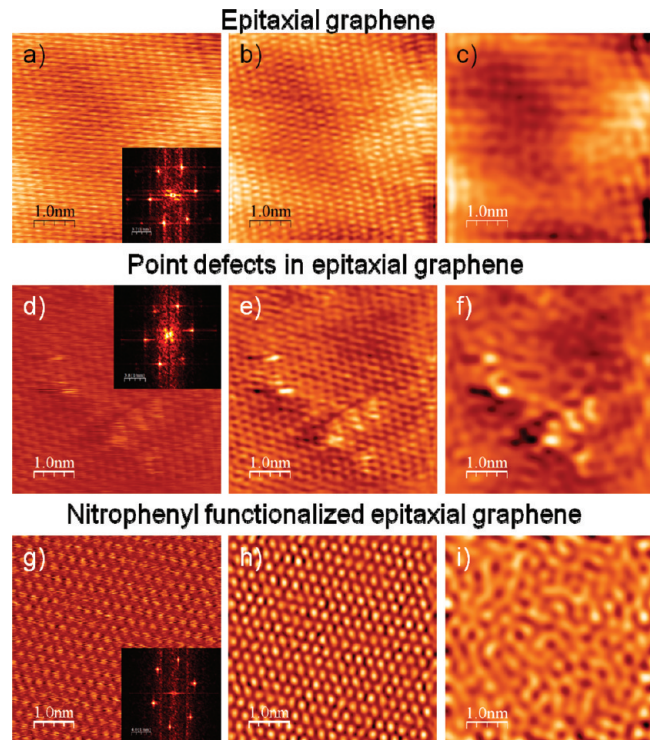 Epitaxial graphene
a) b) c)
1.0nm 1.0nm 1.0nm
Point defects in epitaxial graphene
d) e) f)
1.0nm 1.0nm 1.0nm
Nitrophenyl functionalized epitaxial graphene
g) h) i)
1.0nm 1.0nm 1.0nm